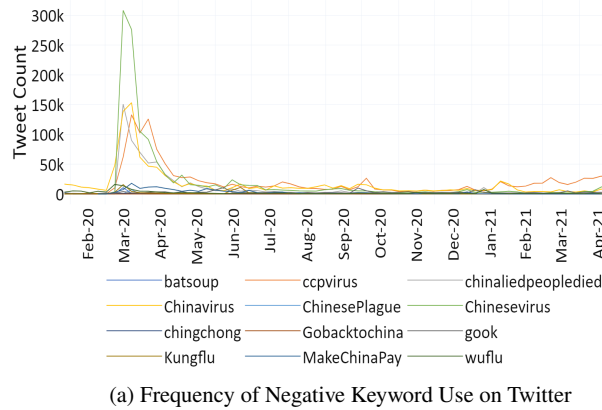 300k
250k
200k
150k
100k
50k
0
Tweet Count
Feb-20 Mar-20 Apr-20 May-20 Jun-20 Jul-20 Aug-20 Sep-20 Oct-20 Nov-20 Dec-20 Jan-21 Feb-21 Mar-21 Apr-21
batsoup ccpvirus chinaliedpeopledied
Chinavirus ChinesePlague Chinesevirus
chingchong Gobacktochina gook
Kungflu MakeChinaPay wuflu
(a) Frequency of Negative Keyword Use on Twitter